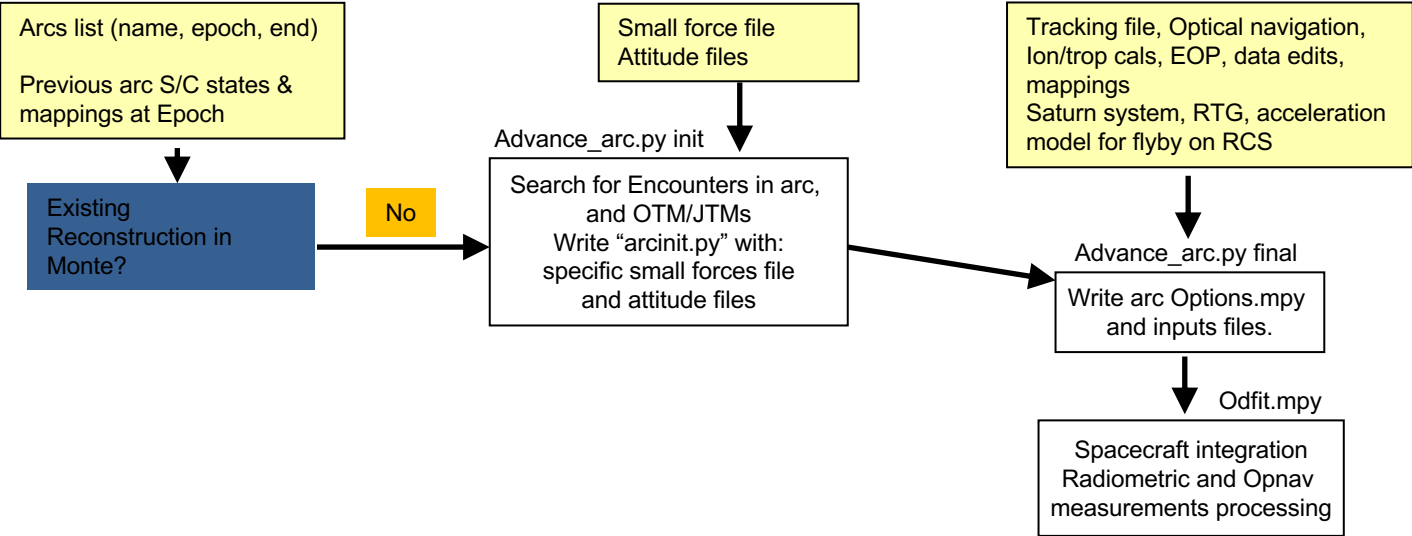 Arcs list (name, epoch, end)
Previous arc S/C states &
mappings at Epoch
Existing
Reconstruction in
Monte?
No
Small force file
Attitude files
Advance_arc.py init
Search for Encounters in arc,
and OTM/JTMs
Write “arcinit.py” with:
specific small forces file
and attitude files
Tracking file, Optical navigation,
Ion/trop cals, EOP, data edits,
mappings
Saturn system, RTG, acceleration
model for flyby on RCS
Advance_arc.py final
Write arc Options.mpy
and inputs files.
Odfit.mpy
Spacecraft integration
Radiometric and Opnav
measurements processing